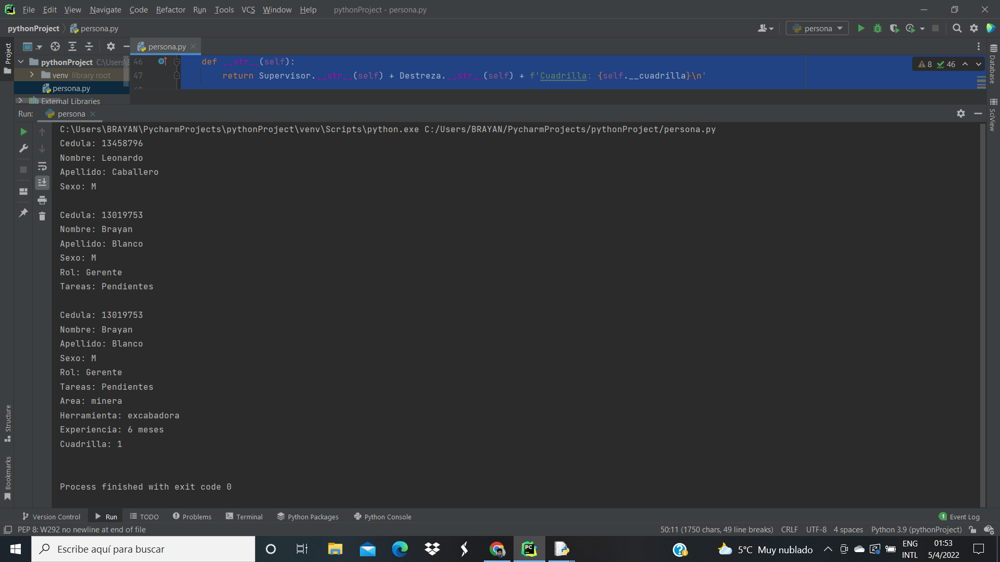 File Edit View Navigate Code Refactor Run Tools VCS Window Help pythonProject - persona.py
pythonProject persona.py persona
Project
persona.py
pythonProject C:\Users\
venv library root
persona.py
External Libraries
46 def __str__(self):
47 return Supervisor.__str__(self) + Destreza.__str__(self) + f'Cuadrilla: {self.__cuadrilla}\n'
8 46
Database
SciView
Run: persona
C:\Users\BRAYAN\PycharmProjects\pythonProject\venv\Scripts\python.exe C:/Users/BRAYAN/PycharmProjects/pythonProject/persona.py
Cedula: 13458796
Nombre: Leonardo
Apellido: Caballero
Sexo: M
Cedula: 13019753
Nombre: Brayan
Apellido: Blanco
Sexo: M
Rol: Gerente
Tareas: Pendientes
Cedula: 13019753
Nombre: Brayan
Apellido: Blanco
Sexo: M
Rol: Gerente
Tareas: Pendientes
Area: minera
Herramienta: excabadora
Experiencia: 6 meses
Cuadrilla: 1
Process finished with exit code 0
Structure
Bookmarks
Version Control Run TODO Problems Terminal Python Packages Python Console 1 Event Log
PEP 8: W292 no newline at end of file 50:11 (1750 chars, 49 line breaks) CRLF UTF-8 4 spaces Python 3.9 (pythonProject)
Escribe aquí para buscar
5°C Muy nublado
ENG
INTL
01:53
5/4/2022